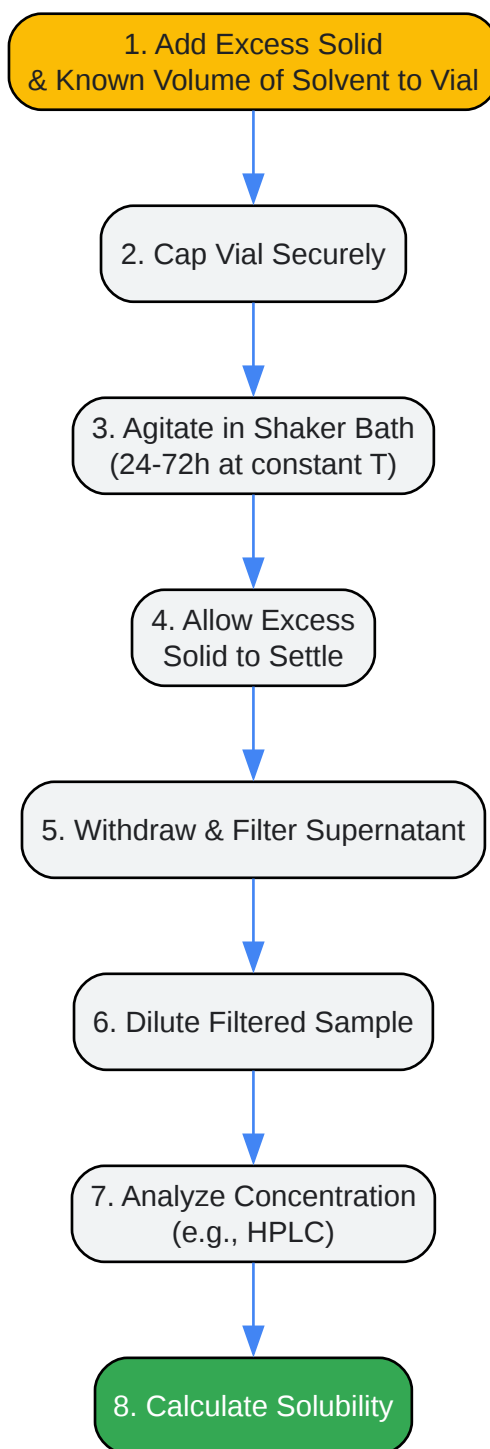 1. Add Excess Solid
& Known Volume of Solvent to Vial
2. Cap Vial Securely
3. Agitate in Shaker Bath
(24-72h at constant T)
4. Allow Excess
Solid to Settle
5. Withdraw & Filter Supernatant
6. Dilute Filtered Sample
7. Analyze Concentration
(e.g., HPLC)
8. Calculate Solubility